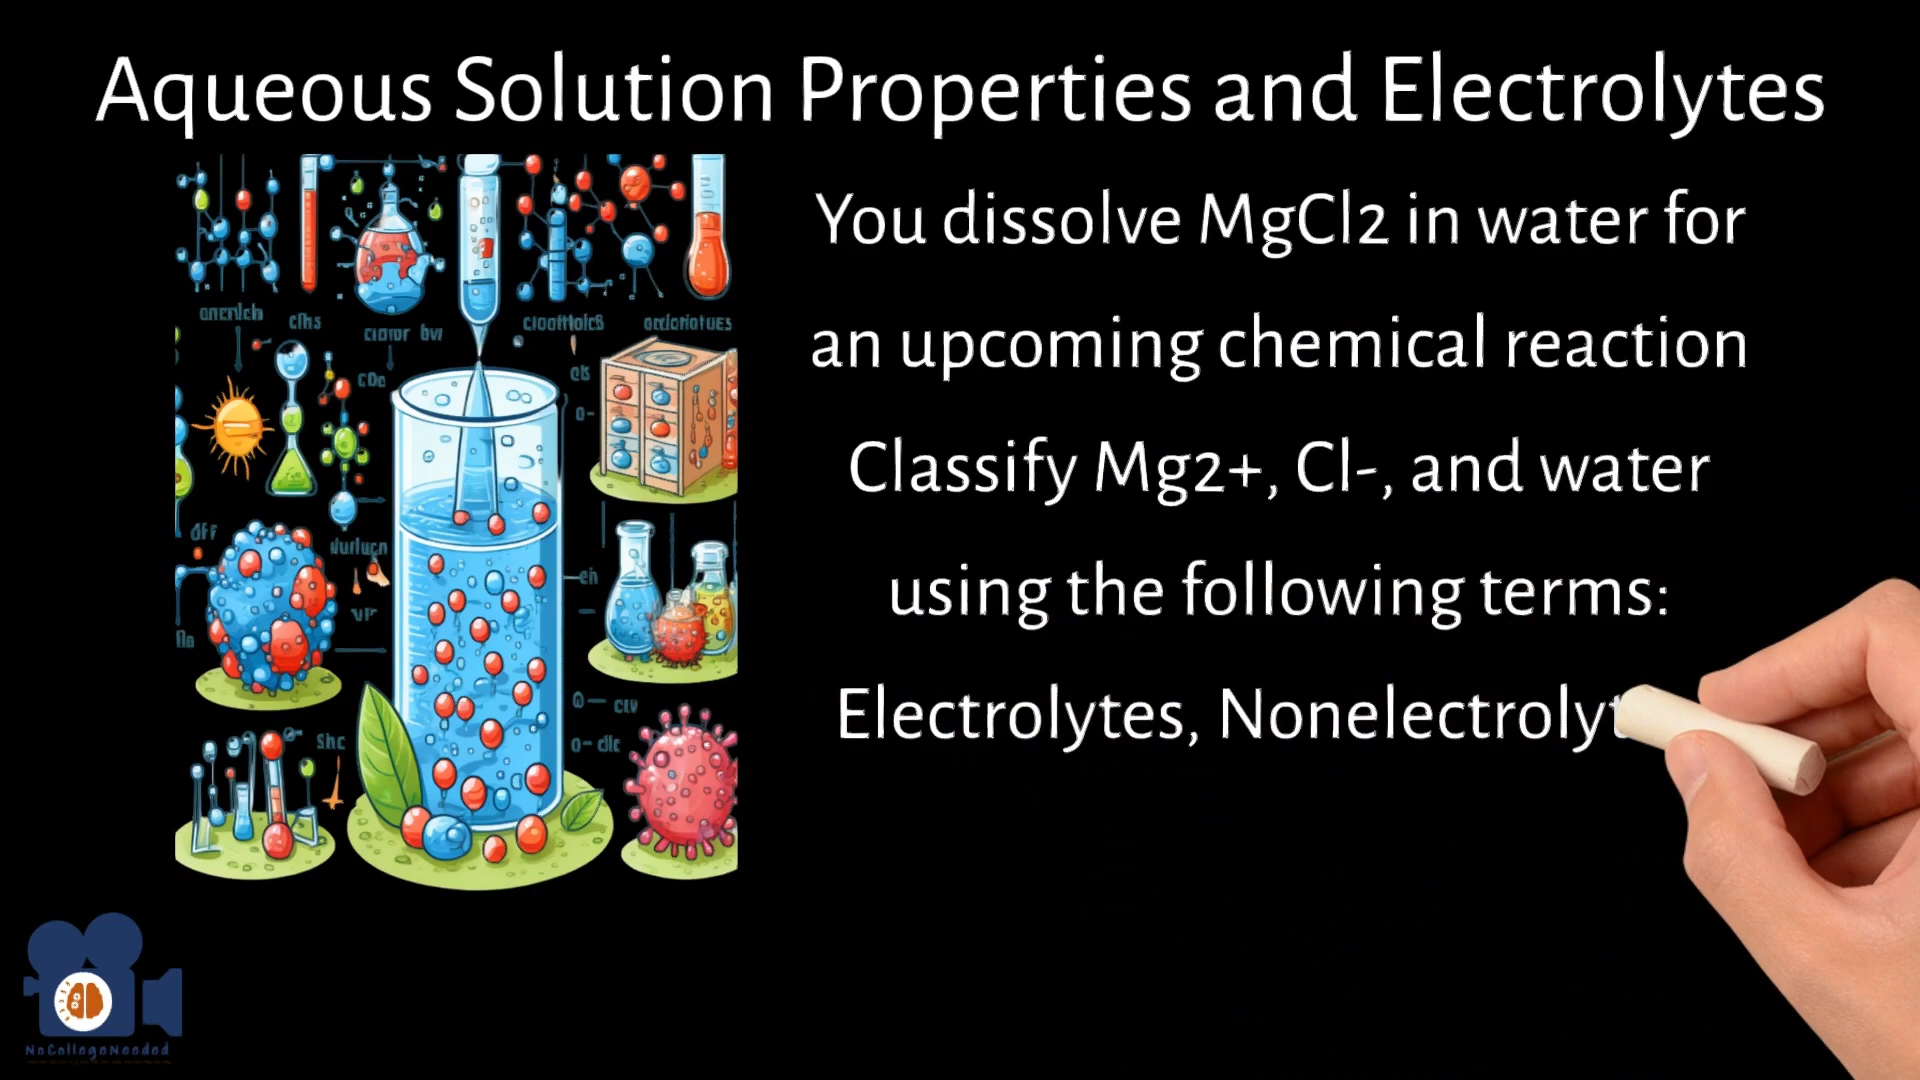 Aqueous Solution Properties and Electrolytes
You dissolve MgCl2 in water for
an upcoming chemical reaction
Classify Mg2+, Cl-, and water
using the following terms:
Electrolytes, Nonelectrolyt
NoCollegeNeeded